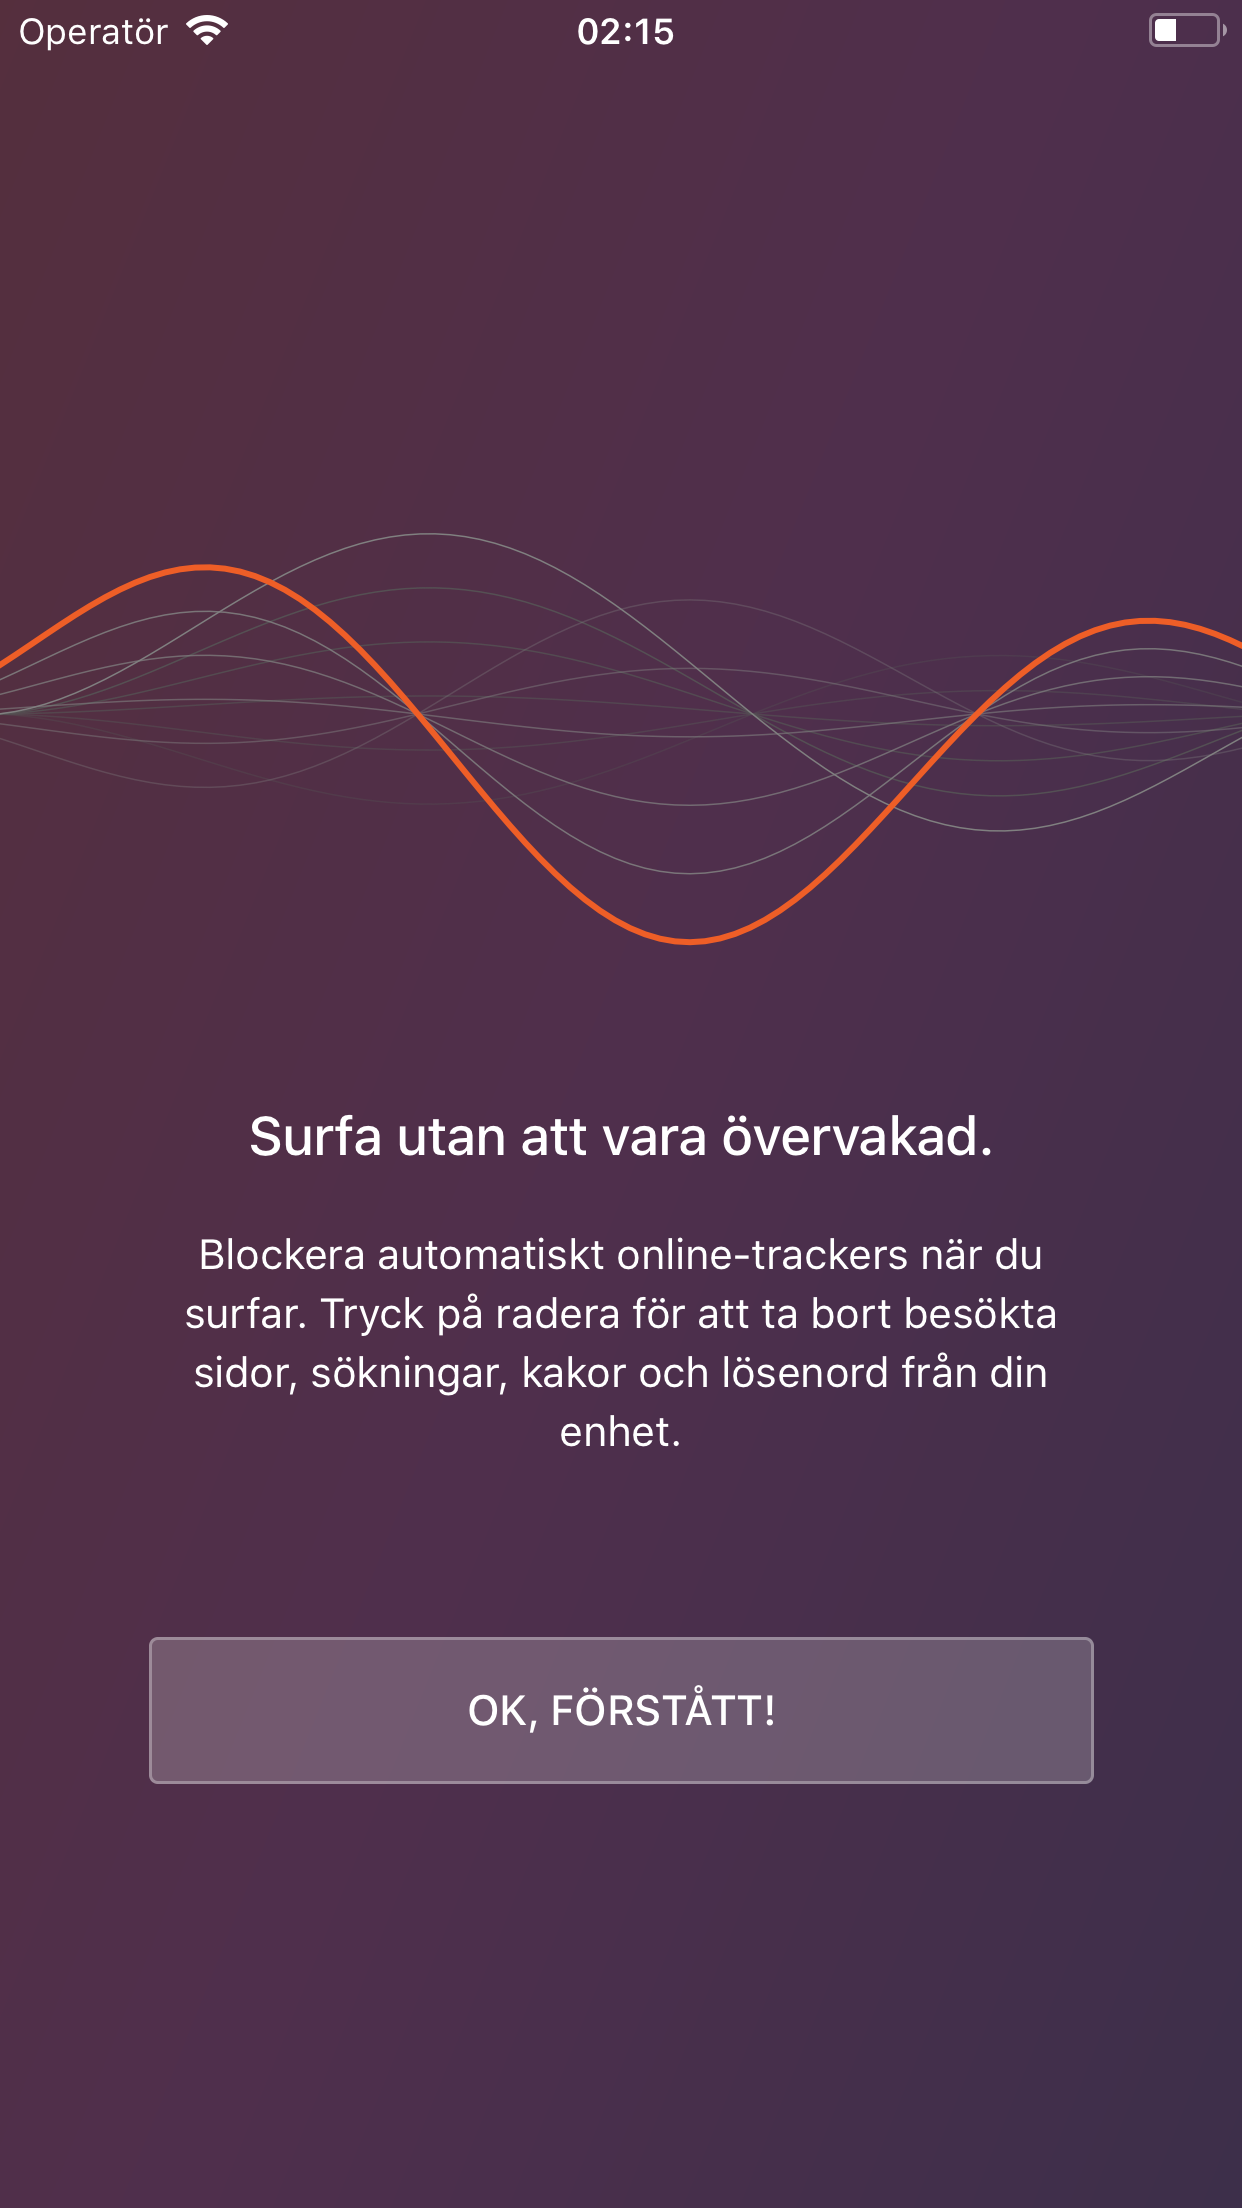 Operatör 02:15
Surfa utan att vara övervakad.
Blockera automatiskt online-trackers när du
surfar. Tryck på radera för att ta bort besökta
sidor, sökningar, kakor och lösenord från din
enhet.
OK, FÖRSTÅTT!